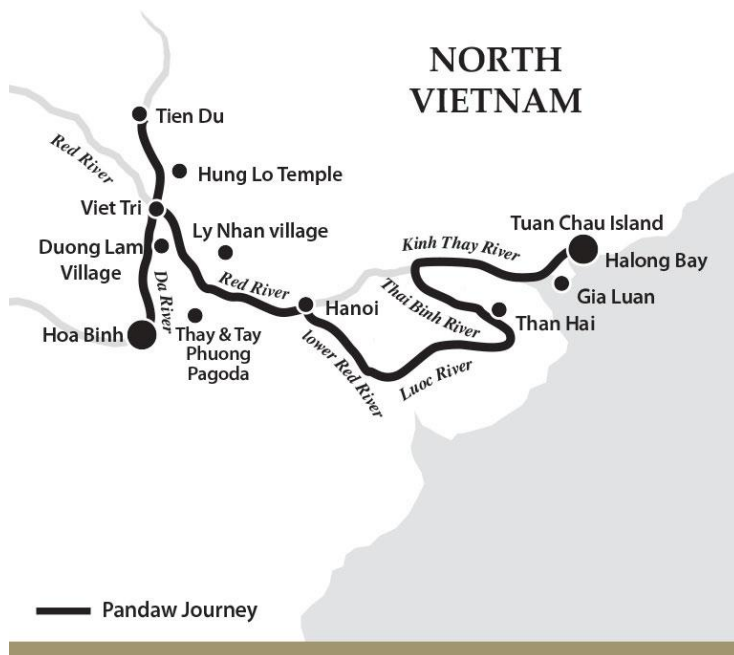 NORTH
VIETNAM
Tien Du
Red River
Hung Lo Temple
Viet Tri
Ly Nhan village
Tuan Chau Island
Duong Lam
Village
Kinh Thay River
Halong Bay
Da River
Red River
Gia Luan
Hanoi
Thai Binh River
Than Hai
Hoa Binh
Thay & Tay
Phuong
Pagoda
lower Red River
Luoc River
Pandaw Journey